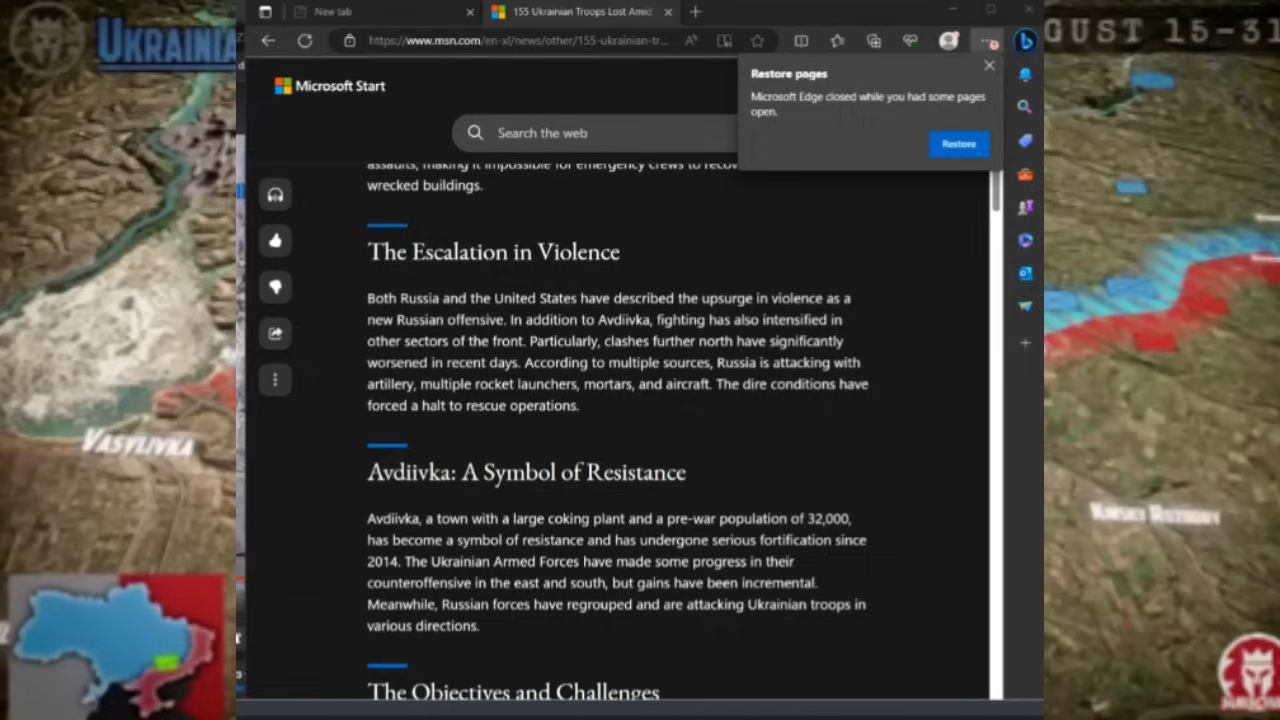 UKRAINIA
GUST 15-31
New tab
155 Ukrainian Troops Lost Amid
https://www.msn.com/en-xl/news/other/155-ukrainian-tr...
Restore pages
Microsoft Edge closed while you had some pages
open.
Restore
Microsoft Start
Search the web
assaults, making it impossible for emergency crews to recov
wrecked buildings.
The Escalation in Violence
Both Russia and the United States have described the upsurge in violence as a
new Russian offensive. In addition to Avdiivka, fighting has also intensified in
other sectors of the front. Particularly, clashes further north have significantly
worsened in recent days. According to multiple sources, Russia is attacking with
artillery, multiple rocket launchers, mortars, and aircraft. The dire conditions have
forced a halt to rescue operations.
Avdiivka: A Symbol of Resistance
Avdiivka, a town with a large coking plant and a pre-war population of 32,000,
has become a symbol of resistance and has undergone serious fortification since
2014. The Ukrainian Armed Forces have made some progress in their
counteroffensive in the east and south, but gains have been incremental.
Meanwhile, Russian forces have regrouped and are attacking Ukrainian troops in
various directions.
The Objectives and Challenges
VASYLIVKA